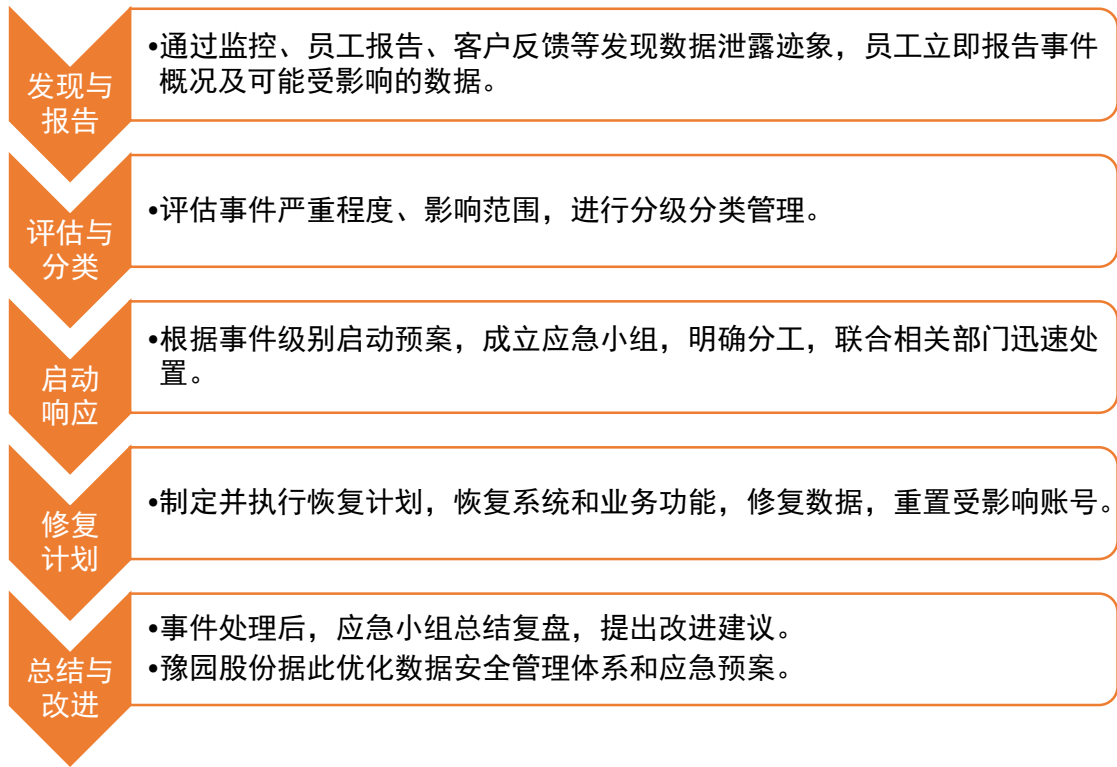 发现与
报告
•通过监控、员工报告、客户反馈等发现数据泄露迹象，员工立即报告事件
概况及可能受影响的数据。
评估与
分类
•评估事件严重程度、影响范围，进行分级分类管理。
启动
响应
•根据事件级别启动预案，成立应急小组，明确分工，联合相关部门迅速处
置。
修复
计划
•制定并执行恢复计划，恢复系统和业务功能，修复数据，重置受影响账号。
总结与
改进
•事件处理后，应急小组总结复盘，提出改进建议。
•豫园股份据此优化数据安全管理体系和应急预案。